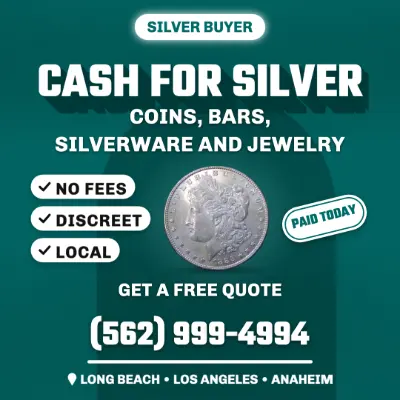 SILVER BUYER
CASH FOR SILVER
COINS, BARS,
SILVERWARE AND JEWELRY
NO FEES
DISCREET
LOCAL
PAID TODAY
GET A FREE QUOTE
(562) 999-4994
LONG BEACH • LOS ANGELES • ANAHEIM